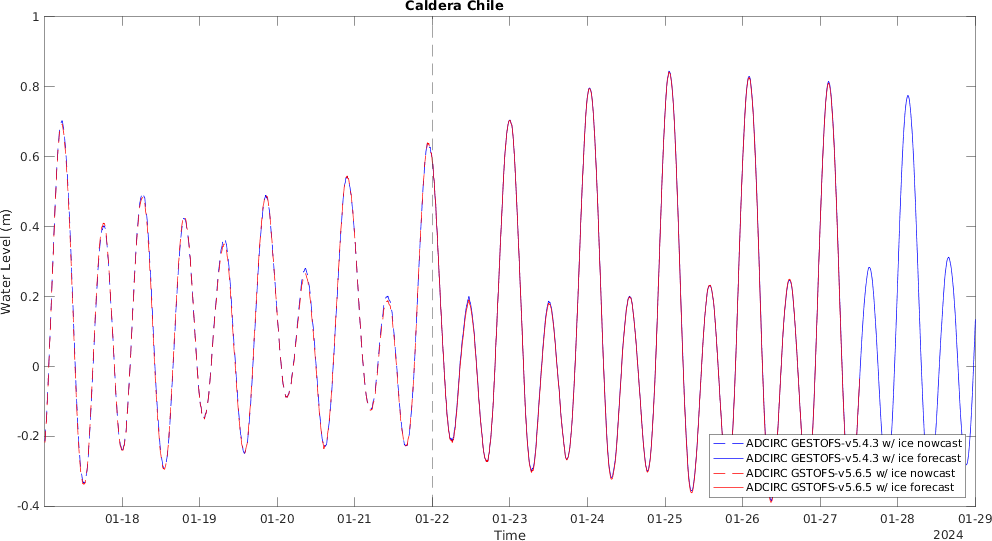 Caldera Chile
Water Level (m)
1
0.8
0.6
0.4
0.2
0
-0.2
-0.4
ADCIRC GESTOFS-v5.4.3 w/ ice nowcast
ADCIRC GESTOFS-v5.4.3 w/ ice forecast
ADCIRC GSTOFS-v5.6.5 w/ ice nowcast
ADCIRC GSTOFS-v5.6.5 w/ ice forecast
01-18 01-19 01-20 01-21 01-22 01-23 01-24 01-25 01-26 01-27 01-28 01-29
Time
2024